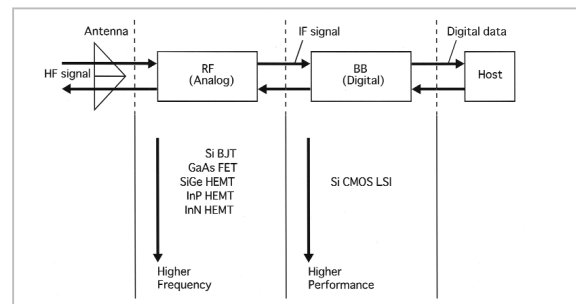 Antenna
IF signal
Digital data
HF signal
RF
(Analog)
BB
(Digital)
Host
Si BJT
GaAs FET
SiGe HEMT
InP HEMT
InN HEMT
Si CMOS LSI
Higher
Frequency
Higher
Performance